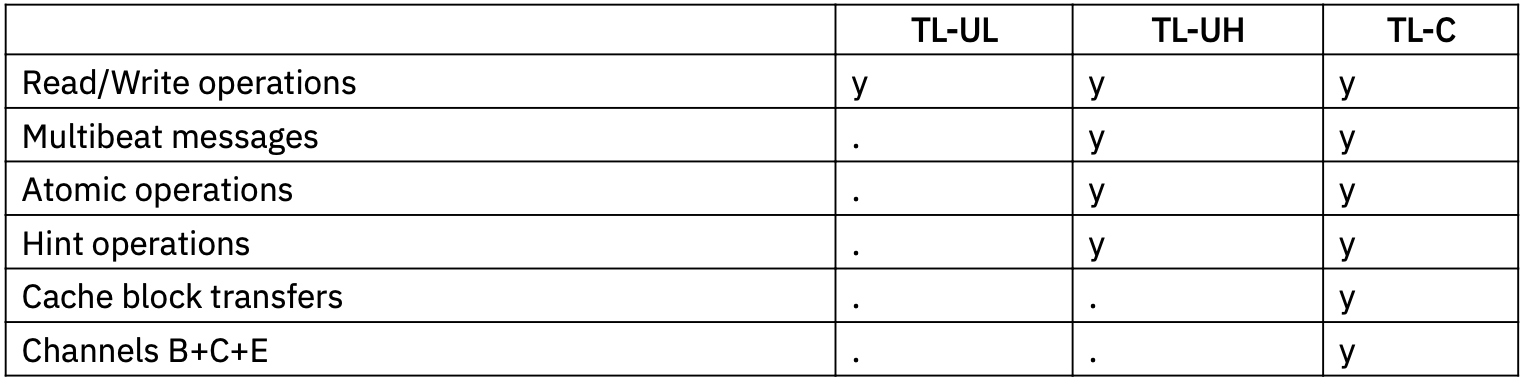 TL-UL TL-UH TL-C
Read/Write operations y y y
Multibeat messages . y y
Atomic operations . y y
Hint operations . y y
Cache block transfers . . y
Channels B+C+E . . y